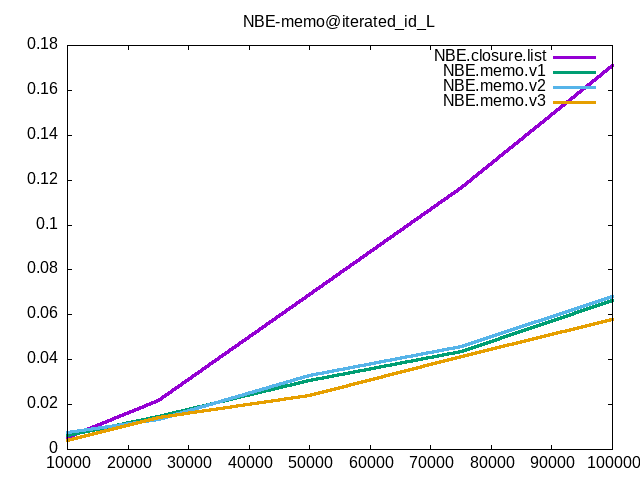 NBE-memo@iterated_id_L
0.18
0.16
0.14
0.12
0.1
0.08
0.06
0.04
0.02
0
NBE.closure.list
NBE.memo.v1
NBE.memo.v2
NBE.memo.v3
10000 20000 30000 40000 50000 60000 70000 80000 90000 100000